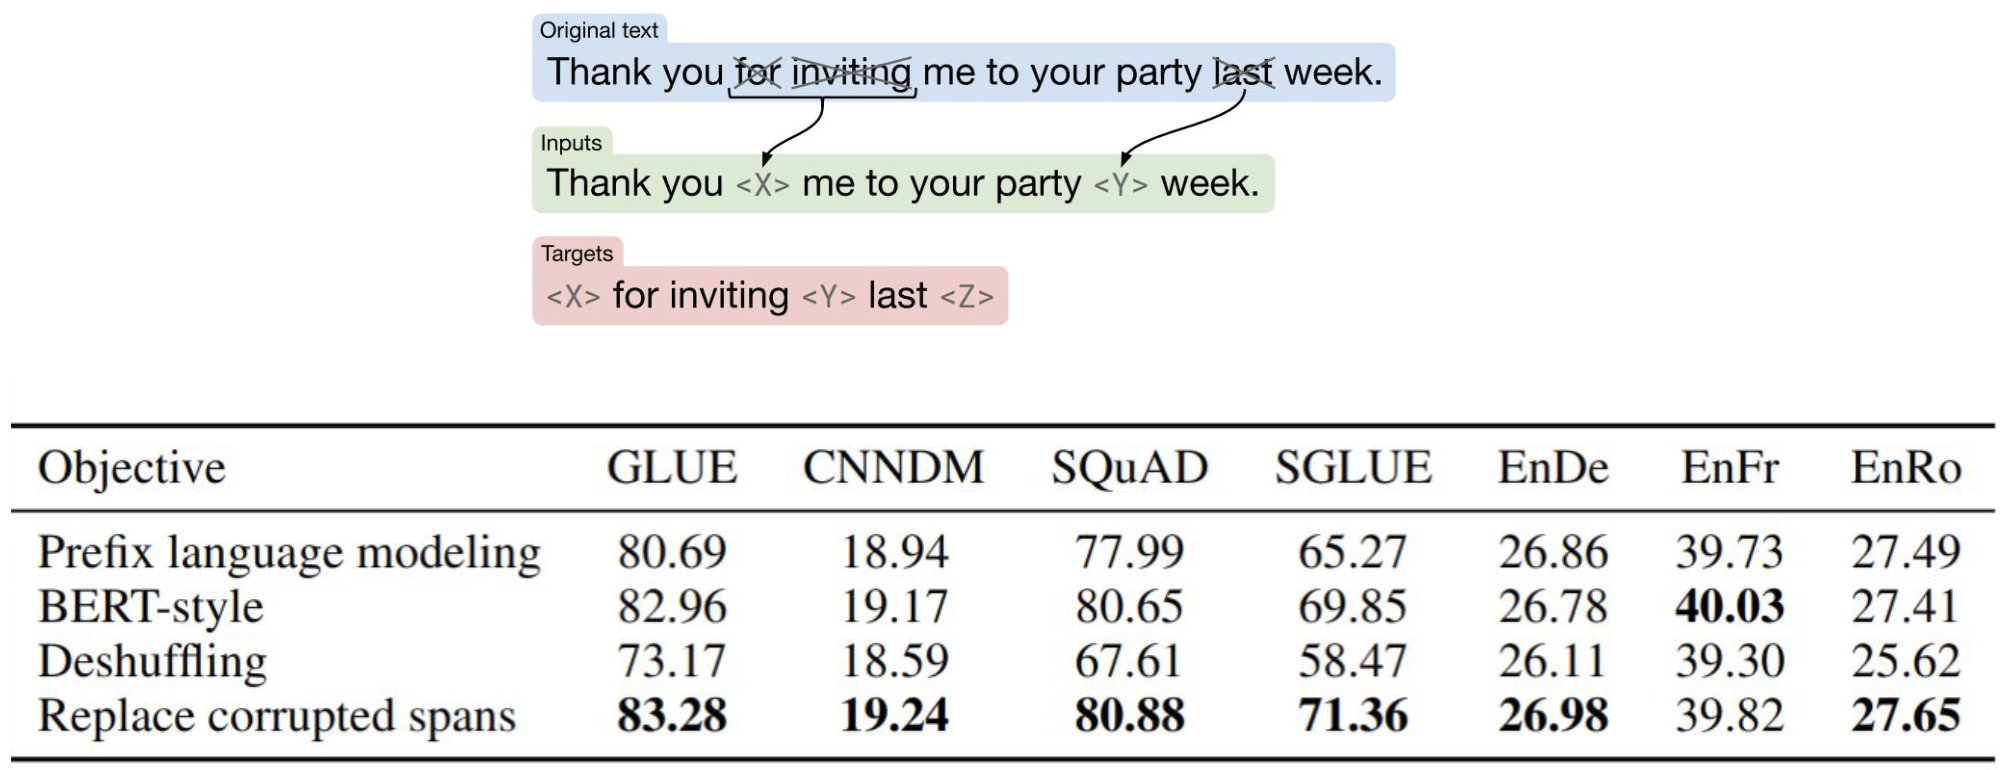 Original text
Thank you for inviting me to your party last week.
Inputs
Thank you <X> me to your party <Y> week.
Targets
<X> for inviting <Y> last <Z>
Objective GLUE CNNDM SQuAD SGLUE EnDe EnFr EnRo
Prefix language modeling 80.69 18.94 77.99 65.27 26.86 39.73 27.49
BERT-style 82.96 19.17 80.65 69.85 26.78 40.03 27.41
Deshuffling 73.17 18.59 67.61 58.47 26.11 39.30 25.62
Replace corrupted spans 83.28 19.24 80.88 71.36 26.98 39.82 27.65